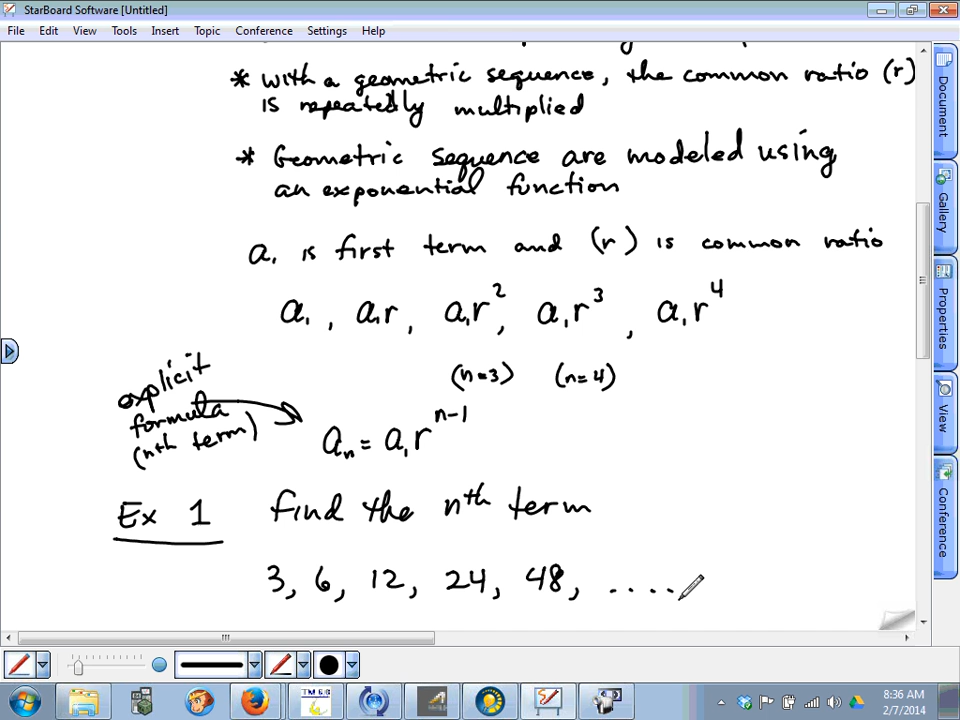 StarBoard Software [Untitled]
File Edit View Tools Insert Topic Conference Settings Help
* with a geometric sequence, the common ratio (r)
is repeatedly multiplied
* Geometric sequence are modeled using
an exponential function
a₁ is first term and (r) is common ratio
a₁, a₁r, a₁r², a₁r³, a₁r⁴
(n=3) (n=4)
explicit
formula
(nth term)
aₙ = a₁rⁿ⁻¹
Ex 1 find the nth term
3, 6, 12, 24, 48, .....
Document
Gallery
Properties
View
Conference
TM 6.0
8:36 AM
2/7/2014